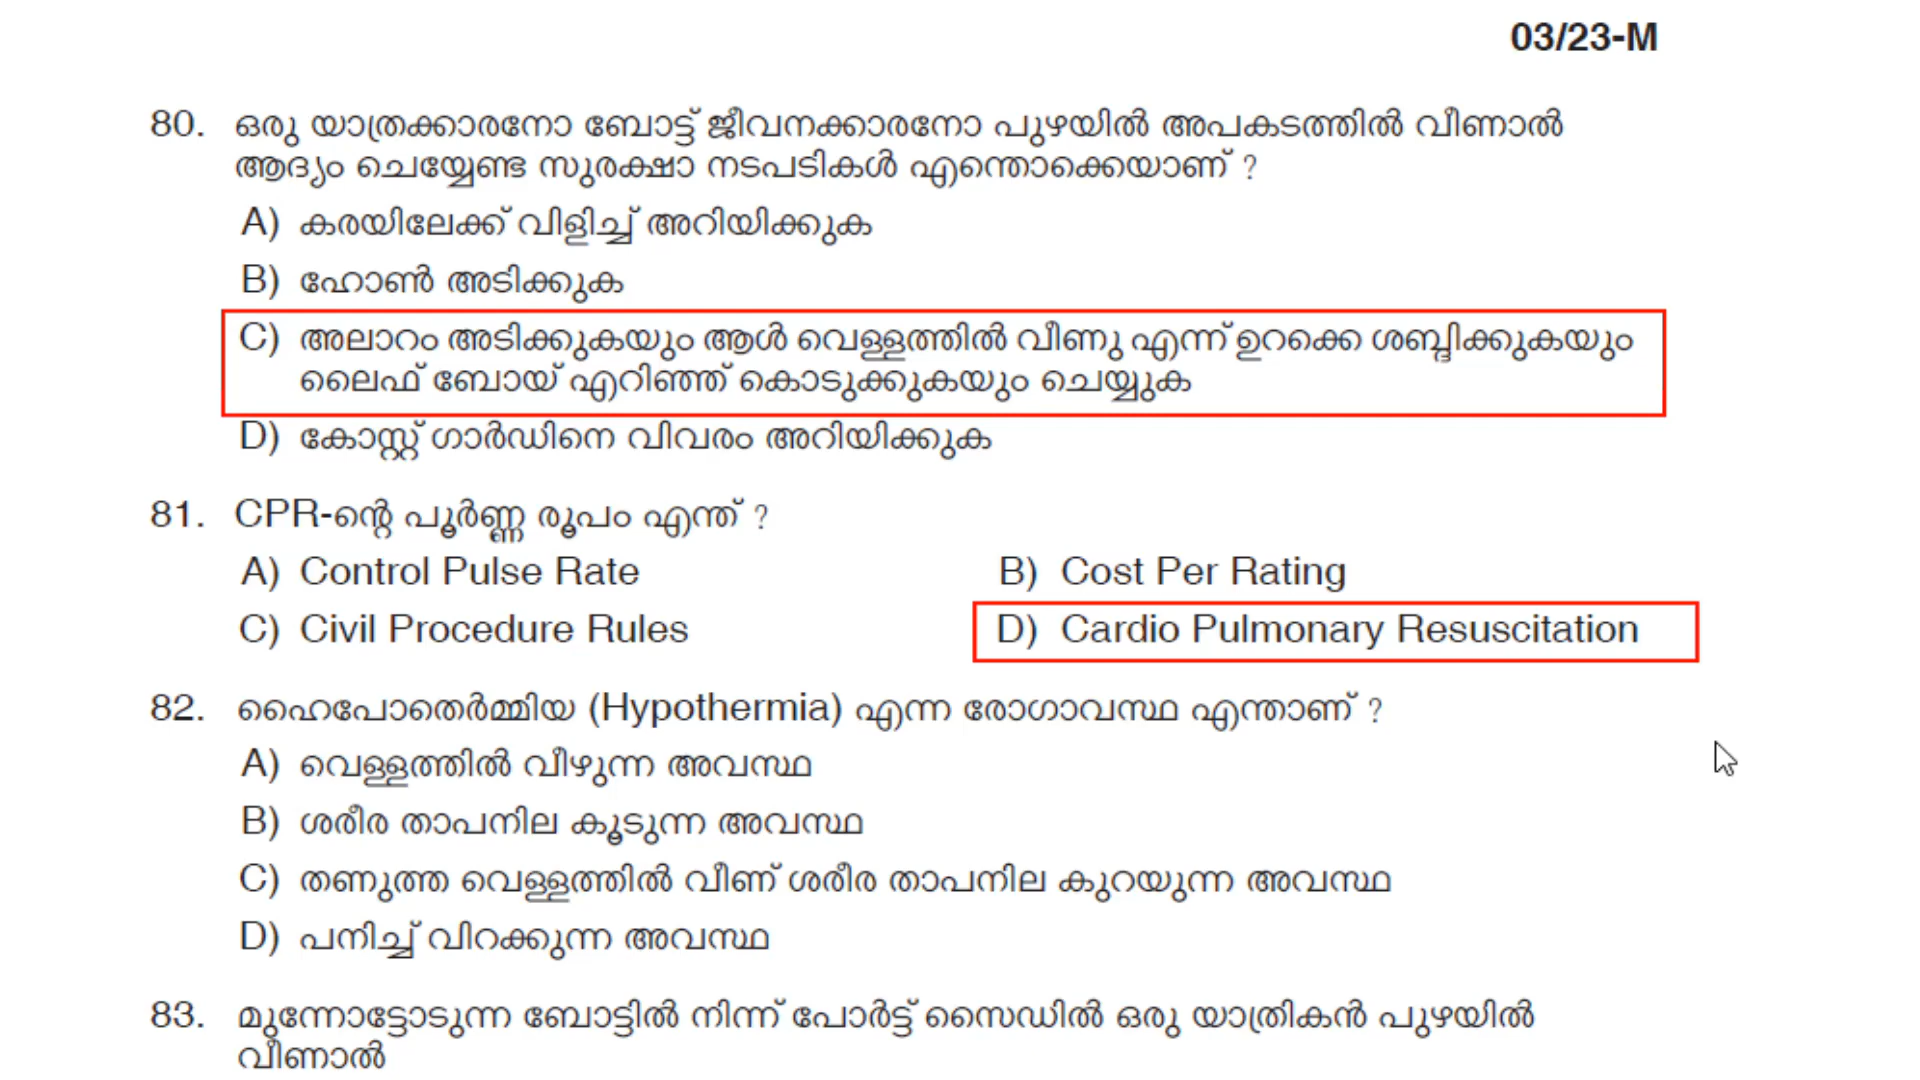 03/23-M
80. ഒരു യാത്രക്കാരനോ ബോട്ട് ജീവനക്കാരനോ പുഴയിൽ അപകടത്തിൽ വീണാൽ
ആദ്യം ചെയ്യേണ്ട സുരക്ഷാ നടപടികൾ എന്തൊക്കെയാണ് ?
A) കരയിലേക്ക് വിളിച്ച് അറിയിക്കുക
B) ഹോൺ അടിക്കുക
C) അലാറം അടിക്കുകയും ആൾ വെള്ളത്തിൽ വീണു എന്ന് ഉറക്കെ ശബ്ദിക്കുകയും
ലൈഫ് ബോയ് എറിഞ്ഞ് കൊടുക്കുകയും ചെയ്യുക
D) കോസ്റ്റ് ഗാർഡിനെ വിവരം അറിയിക്കുക
81. CPR-ന്റെ പൂർണ്ണ രൂപം എന്ത് ?
A) Control Pulse Rate B) Cost Per Rating
C) Civil Procedure Rules D) Cardio Pulmonary Resuscitation
82. ഹൈപോതെർമ്മിയ (Hypothermia) എന്ന രോഗാവസ്ഥ എന്താണ് ?
A) വെള്ളത്തിൽ വീഴുന്ന അവസ്ഥ
B) ശരീര താപനില കൂടുന്ന അവസ്ഥ
C) തണുത്ത വെള്ളത്തിൽ വീണ് ശരീര താപനില കുറയുന്ന അവസ്ഥ
D) പനിച്ച് വിറക്കുന്ന അവസ്ഥ
83. മുന്നോട്ടോടുന്ന ബോട്ടിൽ നിന്ന് പോർട്ട് സൈഡിൽ ഒരു യാത്രികൻ പുഴയിൽ
വീണാൽ